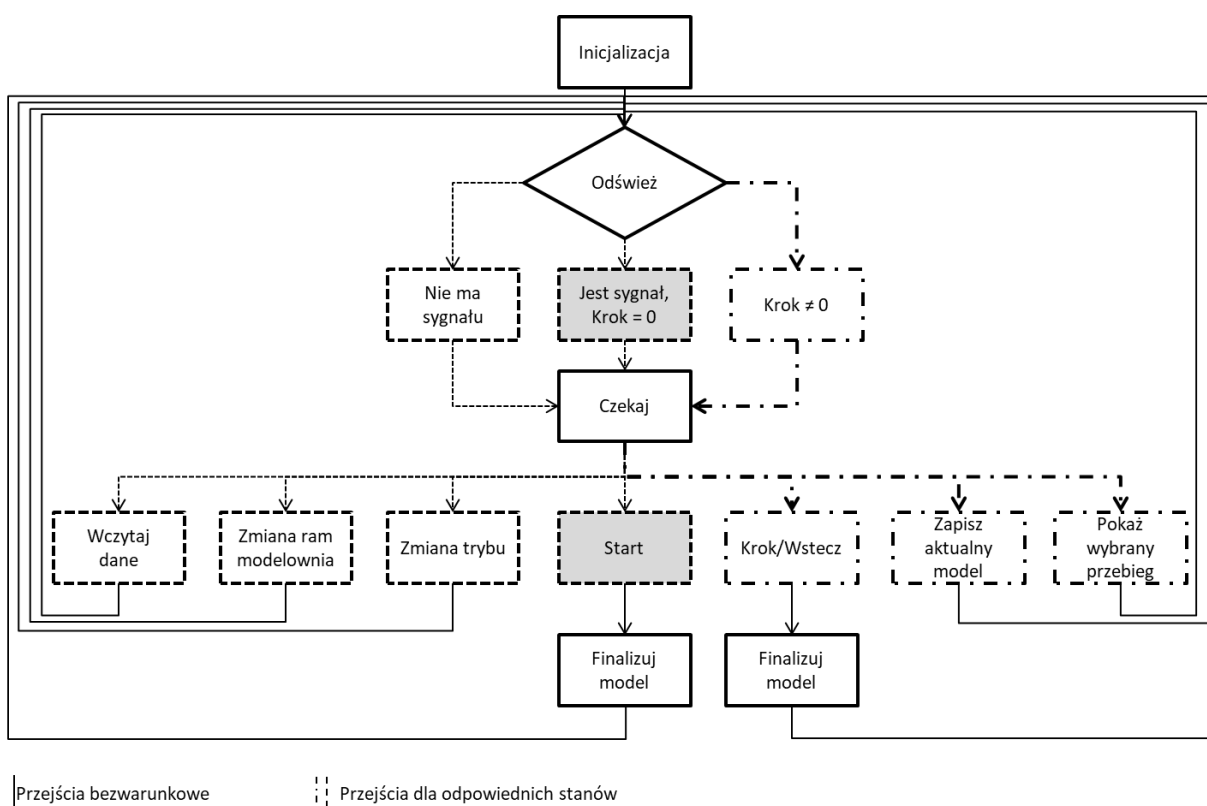 Inicjalizacja
Odśwież
Nie ma
sygnału
Jest sygnał,
Krok = 0
Krok ≠ 0
Czekaj
Wczytaj
dane
Zmiana ram
modelownia
Zmiana trybu
Start
Krok/Wstecz
Zapisz
aktualny
model
Pokaż
wybrany
przebieg
Finalizuj
model
Finalizuj
model
Przejścia bezwarunkowe
Przejścia dla odpowiednich stanów